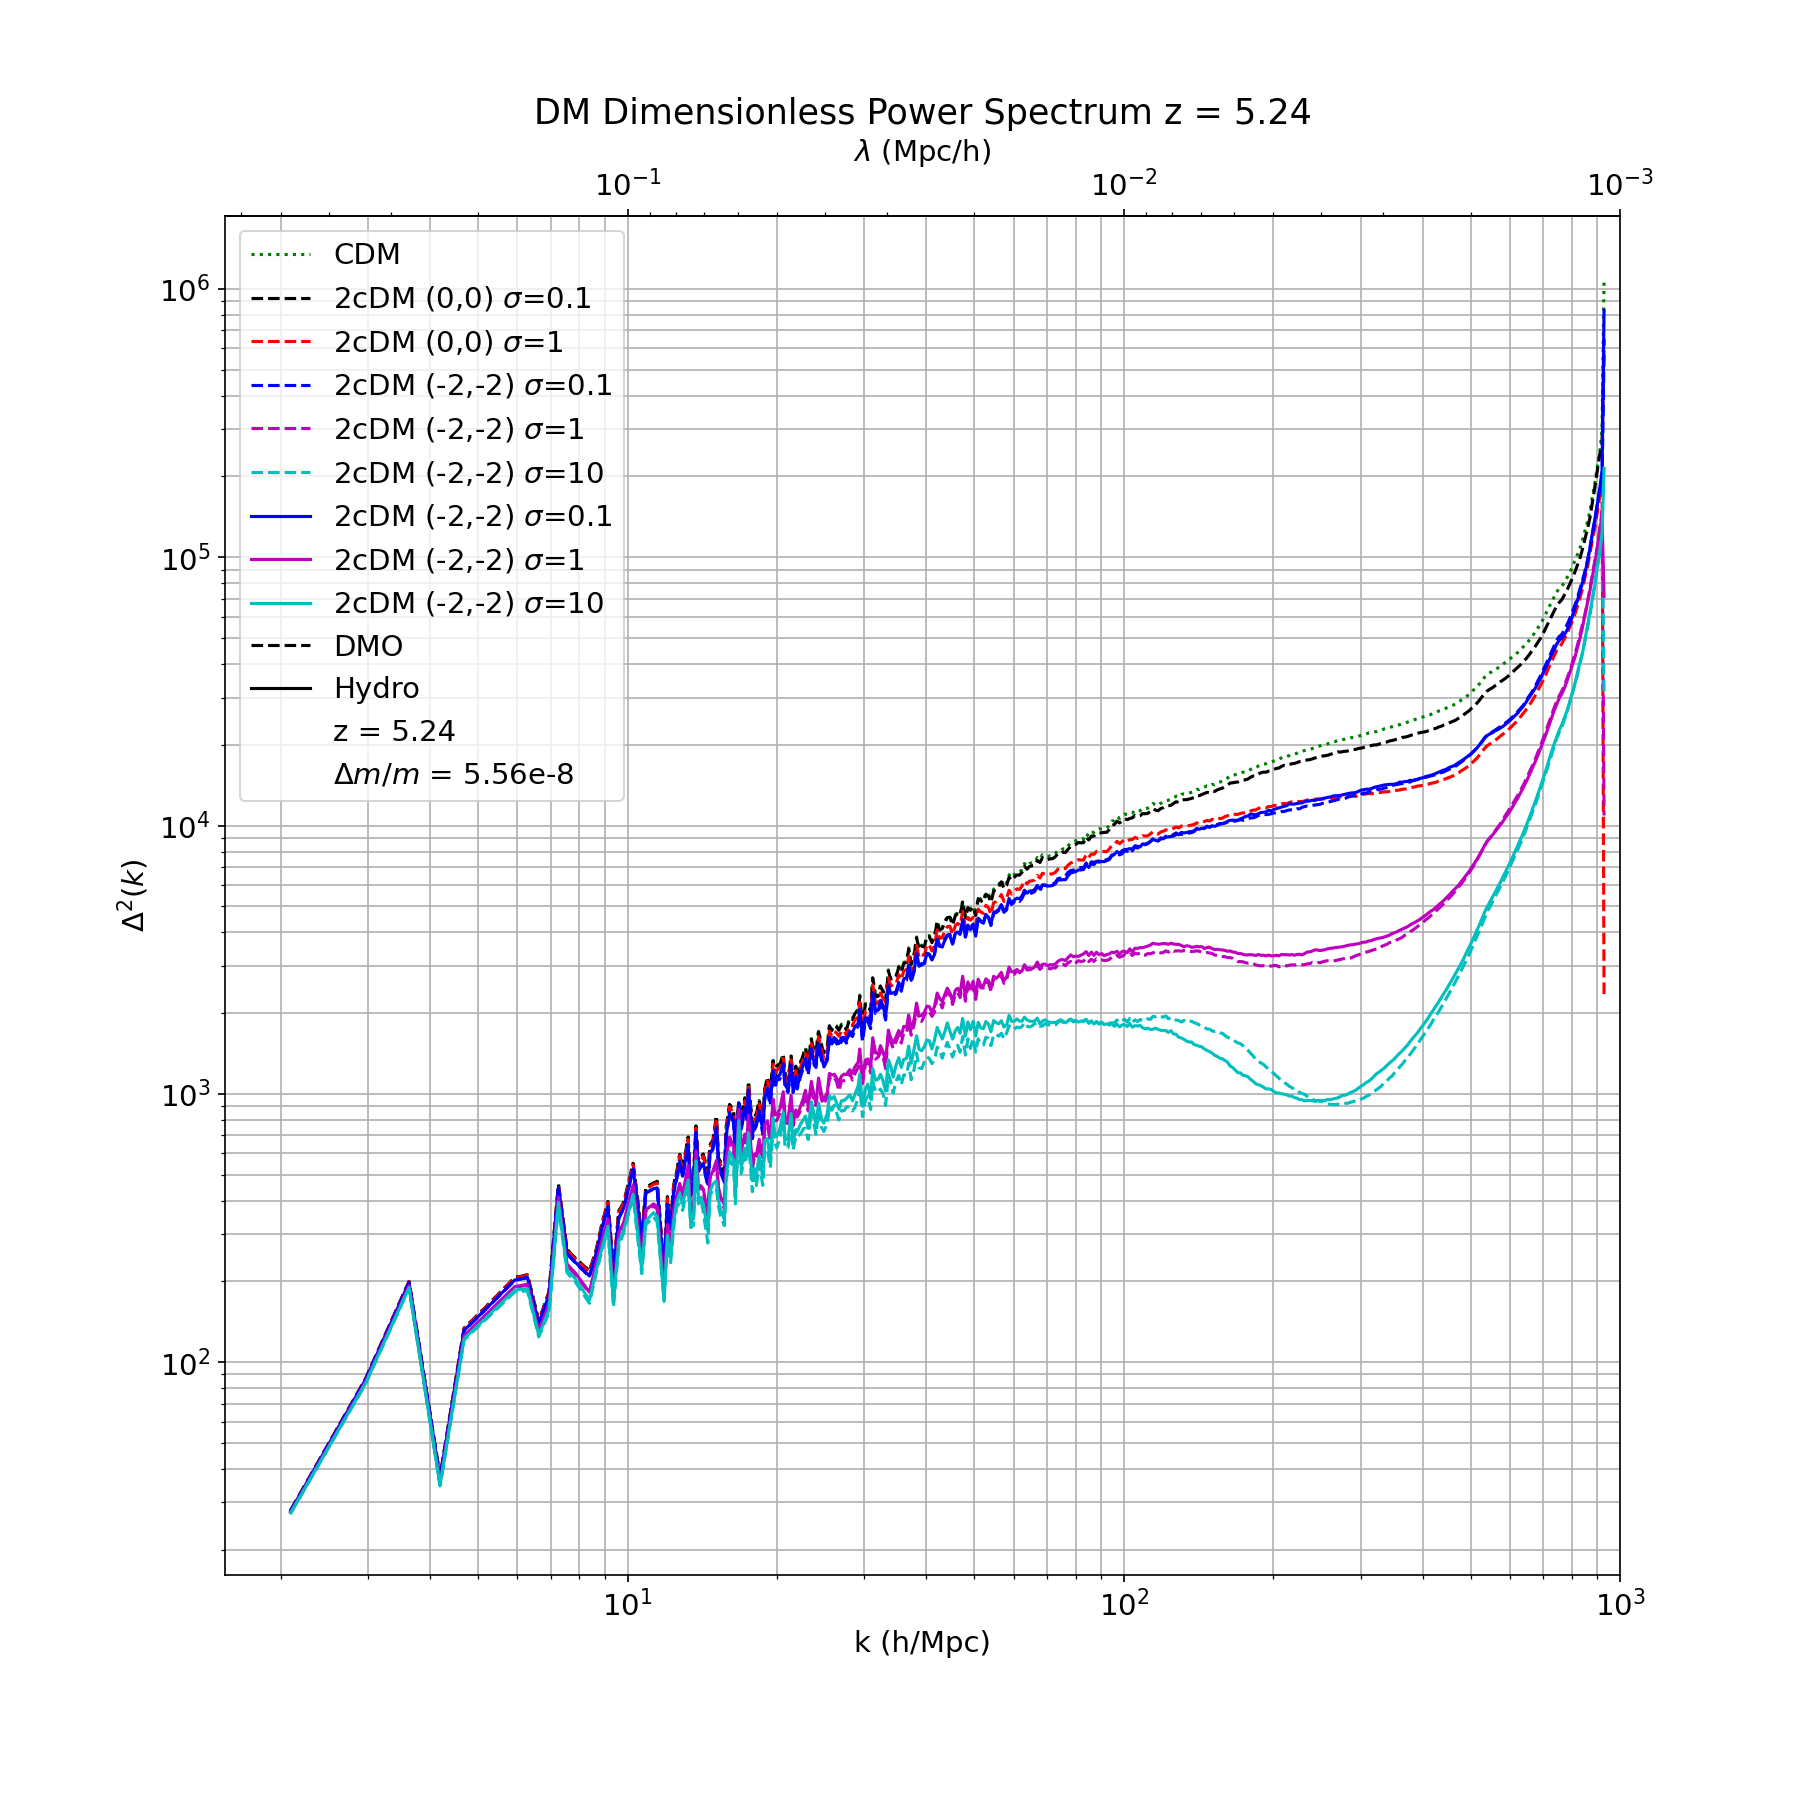 DM Dimensionless Power Spectrum z = 5.24
λ (Mpc/h)
10⁻¹ 10⁻² 10⁻³
CDM
2cDM (0,0) σ=0.1
2cDM (0,0) σ=1
2cDM (-2,-2) σ=0.1
2cDM (-2,-2) σ=1
2cDM (-2,-2) σ=10
2cDM (-2,-2) σ=0.1
2cDM (-2,-2) σ=1
2cDM (-2,-2) σ=10
DMO
Hydro
z = 5.24
Δm/m = 5.56e-8
10⁶
10⁵
10⁴
10³
10²
Δ²(k)
10¹ 10² 10³
k (h/Mpc)